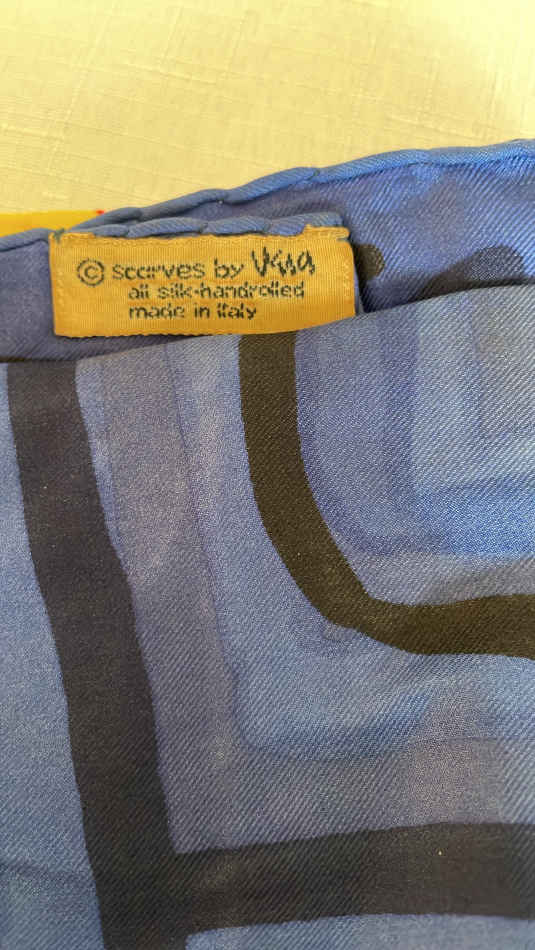 © scarves by Vera
all silk-handrolled
made in italy